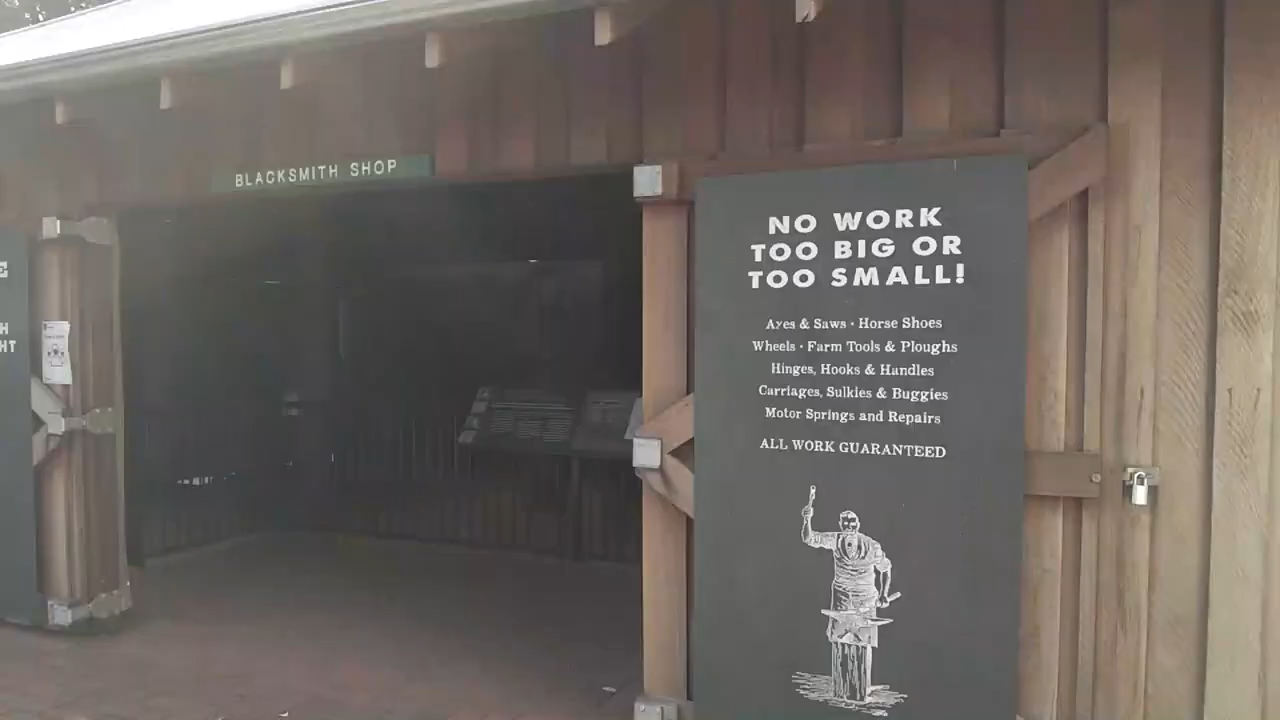 BLACKSMITH SHOP
E
H
HT
NO WORK
TOO BIG OR
TOO SMALL!
Axes & Saws · Horse Shoes
Wheels · Farm Tools & Ploughs
Hinges, Hooks & Handles
Carriages, Sulkies & Buggies
Motor Springs and Repairs
ALL WORK GUARANTEED